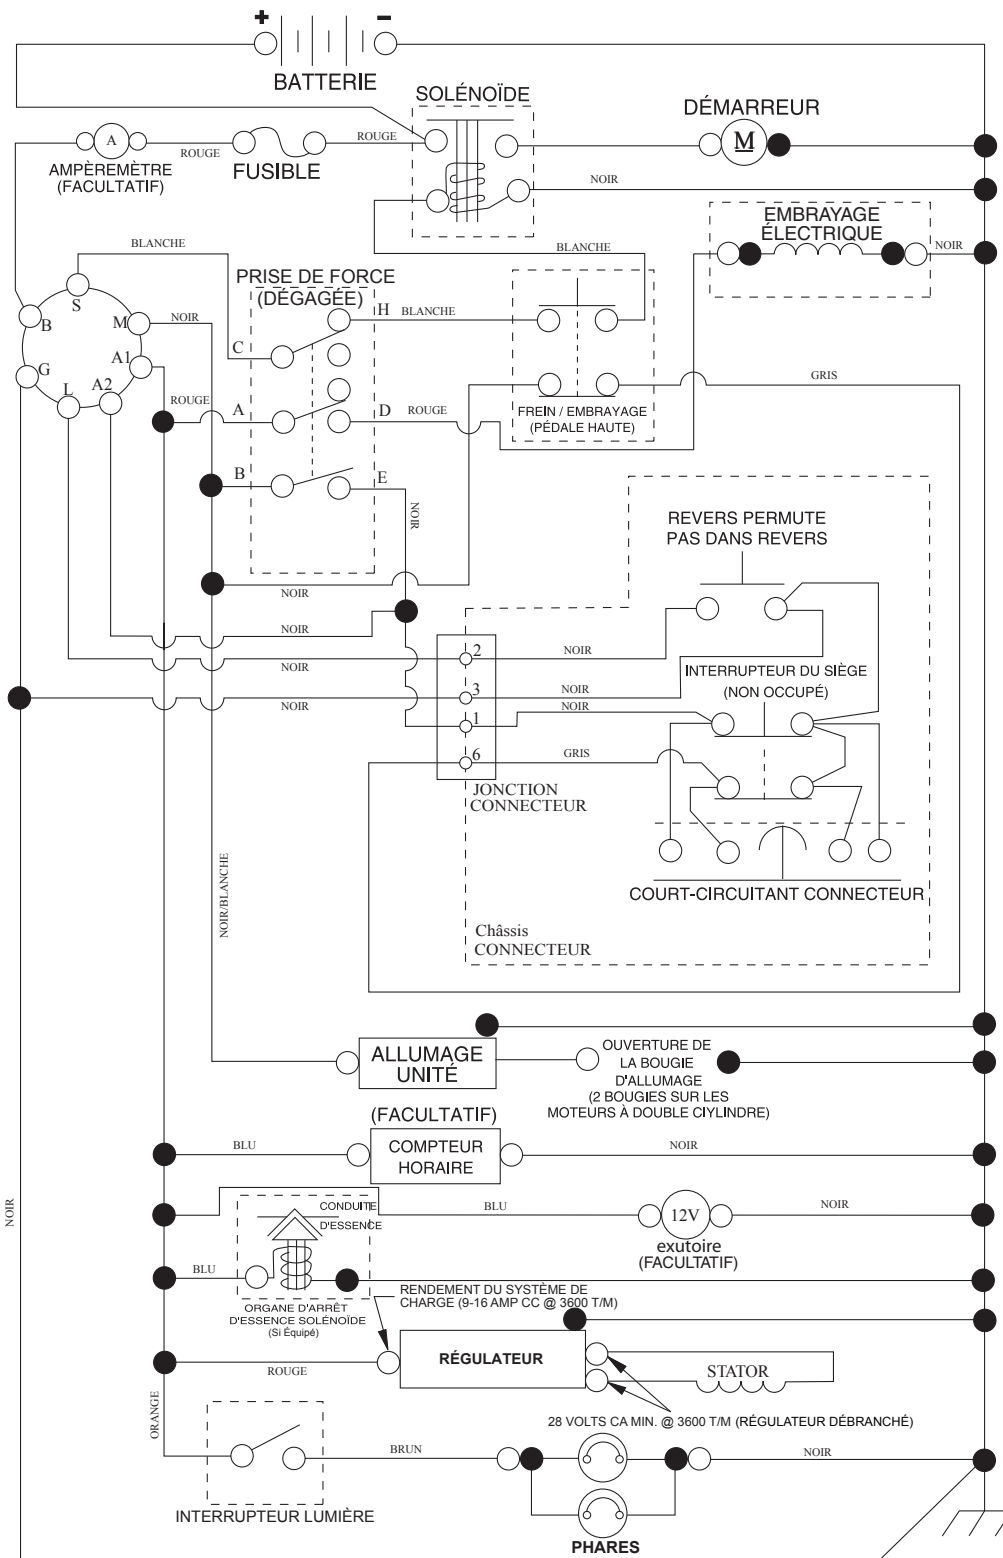 + −
BATTERIE
SOLÉNOÏDE
DÉMARREUR
A
ROUGE
ROUGE
M
AMPÈREMÈTRE
(FACULTATIF)
FUSIBLE
NOIR
EMBRAYAGE
ÉLECTRIQUE
NOIR
BLANCHE
BLANCHE
PRISE DE FORCE
(DÉGAGÉE)
S
B
M
NOIR
H
BLANCHE
C
A1
G
L
A2
ROUGE
A
D
ROUGE
GRIS
FREIN / EMBRAYAGE
(PÉDALE HAUTE)
B
E
NOIR
REVERS PERMUTE
PAS DANS REVERS
NOIR
NOIR
2
NOIR
NOIR
INTERRUPTEUR DU SIÈGE
(NON OCCUPÉ)
3
NOIR
NOIR
NOIR
1
6
GRIS
JONCTION
CONNECTEUR
NOIR/BLANCHE
COURT-CIRCUITANT CONNECTEUR
Châssis
CONNECTEUR
ALLUMAGE
UNITÉ
OUVERTURE DE
LA BOUGIE
D'ALLUMAGE
(2 BOUGIES SUR LES
MOTEURS À DOUBLE CIYLINDRE)
(FACULTATIF)
COMPTEUR
HORAIRE
BLU
NOIR
NOIR
CONDUITE
D'ESSENCE
BLU
12V
NOIR
exutoire
(FACULTATIF)
BLU
ORGANE D'ARRÊT
D'ESSENCE SOLÉNOÏDE
(Si Équipé)
RENDEMENT DU SYSTÈME DE
CHARGE (9-16 AMP CC @ 3600 T/M)
RÉGULATEUR
ROUGE
STATOR
ORANGE
28 VOLTS CA MIN. @ 3600 T/M (RÉGULATEUR DÉBRANCHÉ)
BRUN
NOIR
INTERRUPTEUR LUMIÈRE
PHARES